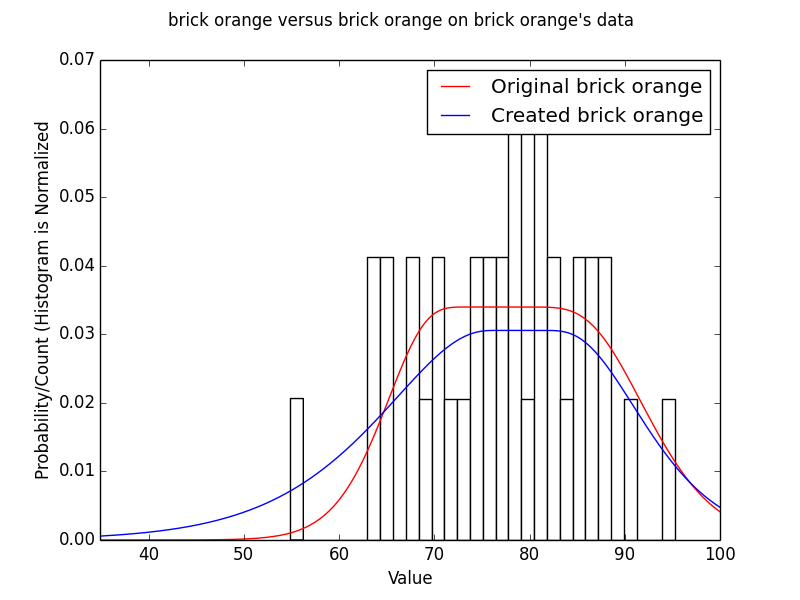 brick orange versus brick orange on brick orange's data
0.07
0.06
0.05
0.04
0.03
0.02
0.01
0.00
Probability/Count (Histogram is Normalized
Original brick orange
Created brick orange
40 50 60 70 80 90 100
Value